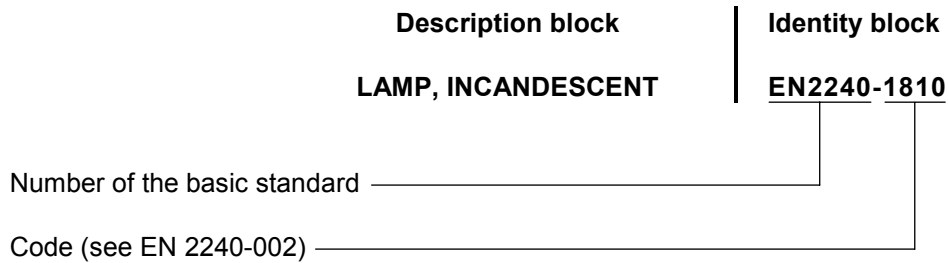 Description block Identity block
LAMP, INCANDESCENT EN2240-1810
Number of the basic standard
Code (see EN 2240-002)